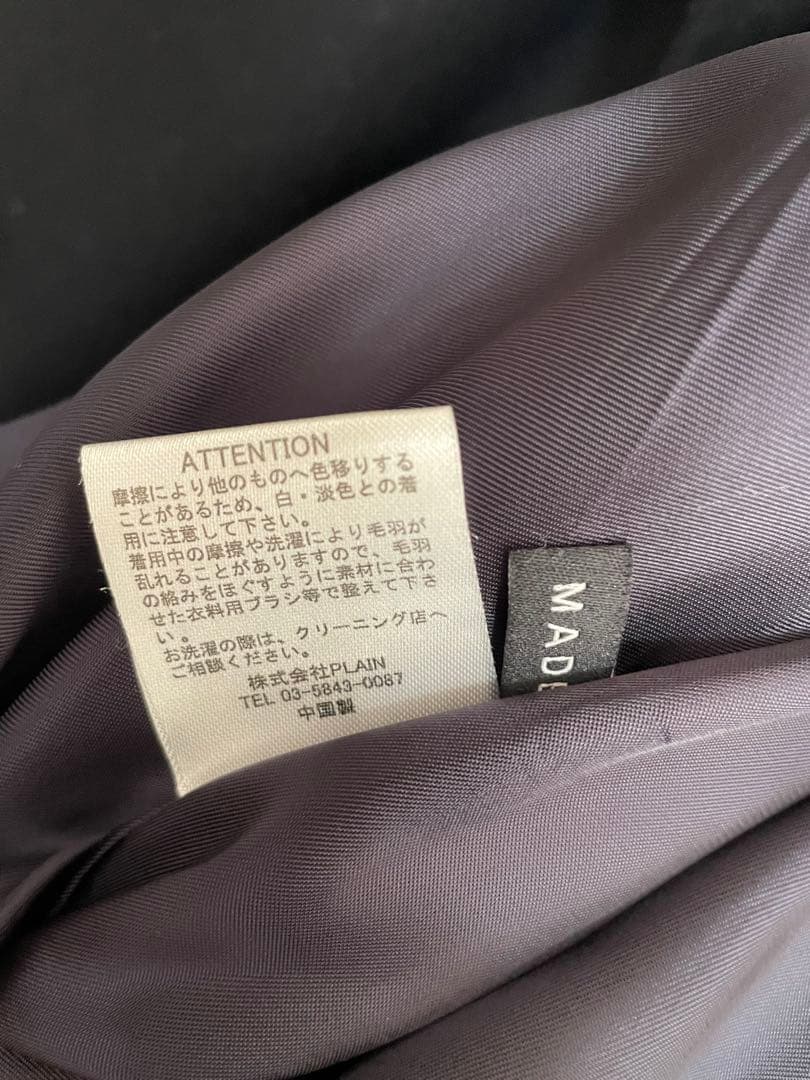 ATTENTION
摩擦により他のものへ色移りする
ことがあるため、白・淡色との着
用に注意して下さい。
着用中の摩擦や洗濯により毛羽が
乱れることがありますので、毛羽
の絡みをほぐすように素材に合わ
せた衣料用ブラシ等で整えて下さ
い。
お洗濯の際は、クリーニング店へ
ご相談ください。
株式会社PLAIN
TEL 03-5843-0087
中国製
MADE